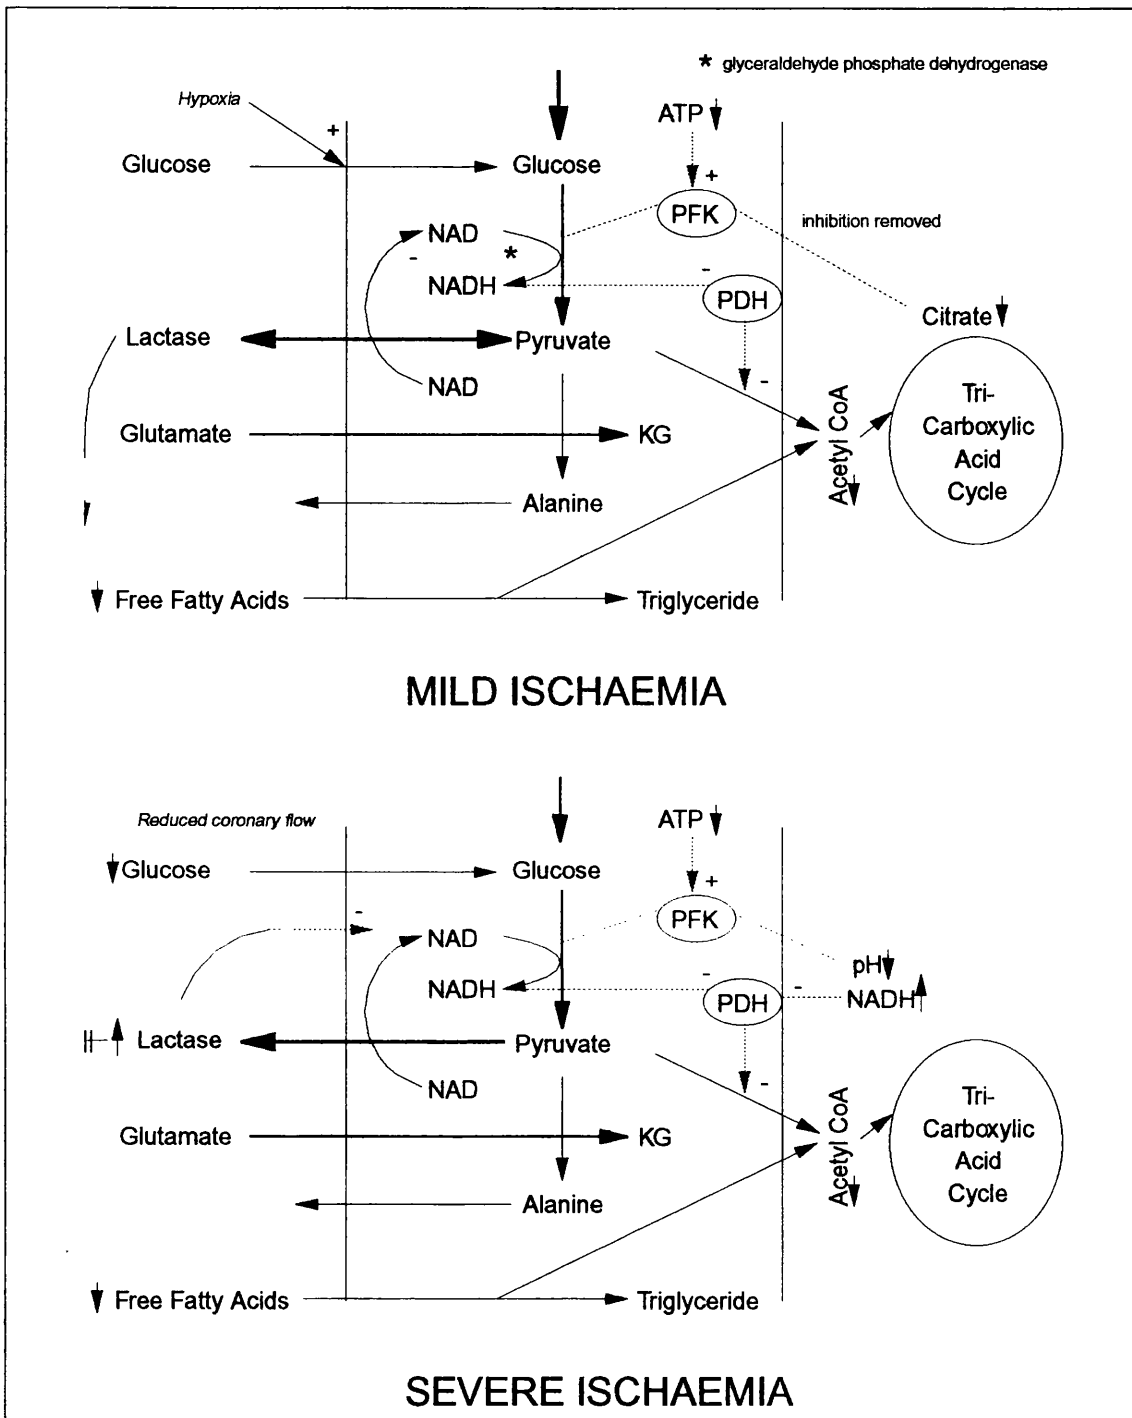 * glyceraldehyde phosphate dehydrogenase
Hypoxia
ATP
+
Glucose
Glucose
+
PFK
inhibition removed
NAD
-
*
NADH
-
PDH
Citrate
Lactase
Pyruvate
-
NAD
Glutamate
KG
Acetyl CoA
Tri-
Carboxylic
Acid
Cycle
Alanine
Free Fatty Acids
Triglyceride
MILD ISCHAEMIA
Reduced coronary flow
ATP
Glucose
Glucose
+
PFK
-
NAD
pH
NADH
-
PDH
-
NADH
Lactase
Pyruvate
NAD
-
Glutamate
KG
Acetyl CoA
Tri-
Carboxylic
Acid
Cycle
Alanine
Free Fatty Acids
Triglyceride
SEVERE ISCHAEMIA